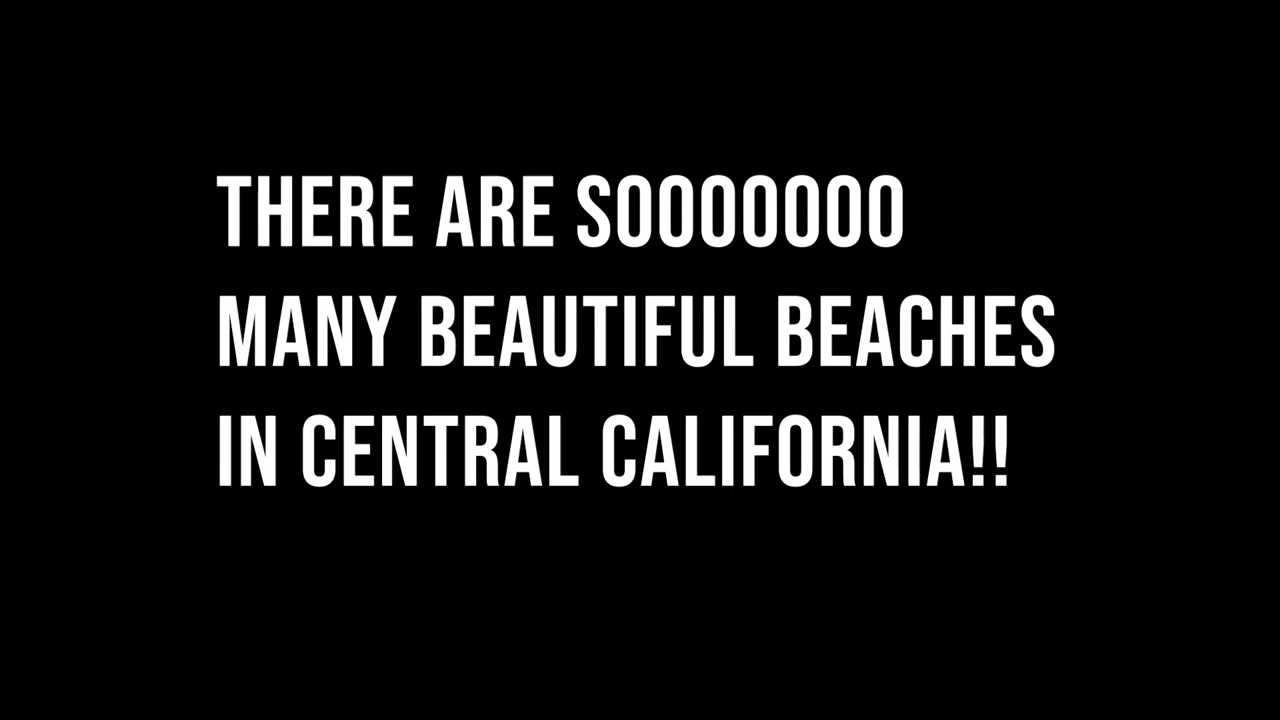 THERE ARE SOOOOOOO
MANY BEAUTIFUL BEACHES
IN CENTRAL CALIFORNIA!!